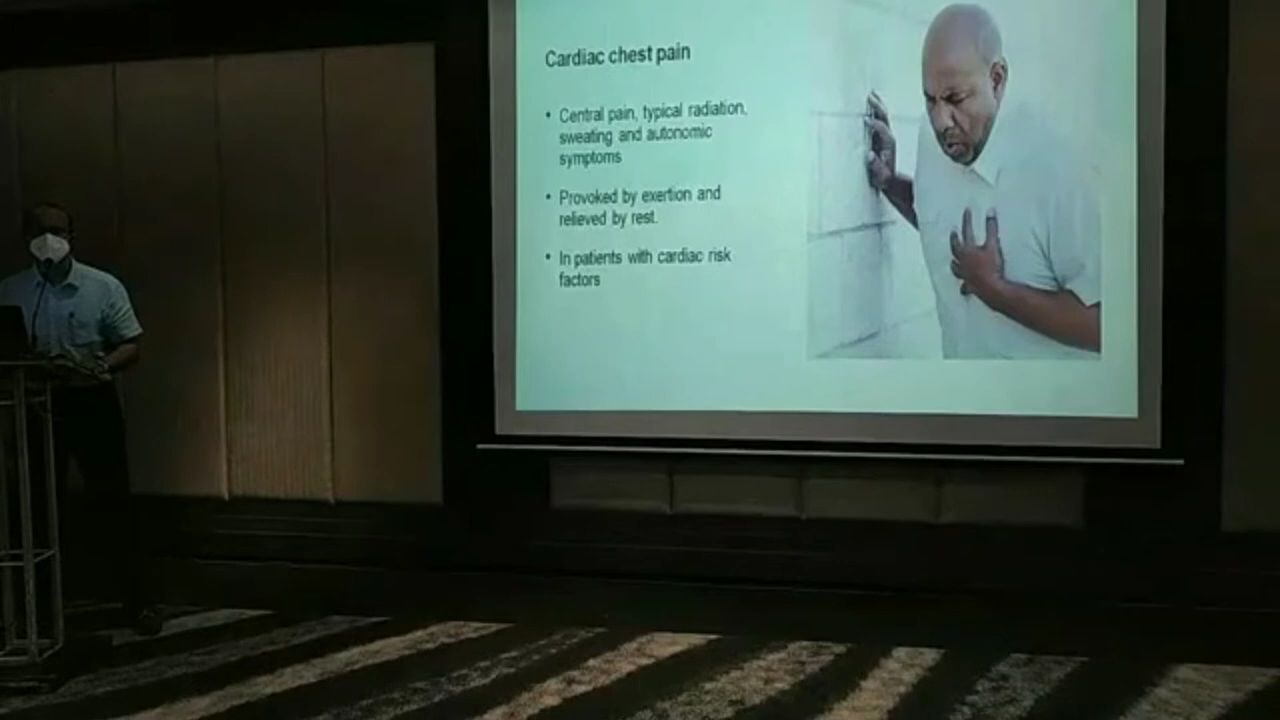 Cardiac chest pain
• Central pain, typical radiation,
sweating and autonomic
symptoms
• Provoked by exertion and
relieved by rest.
• In patients with cardiac risk
factors